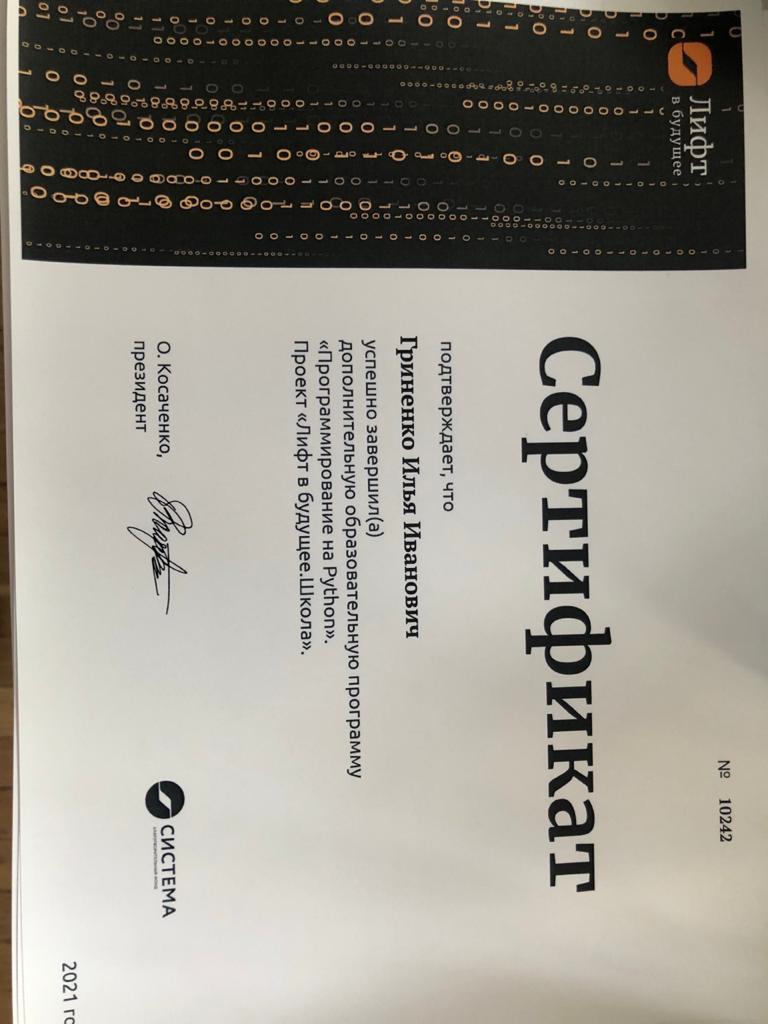 Лифт
в будущее
№ 10242
Сертификат
подтверждает, что
Гриненко Илья Иванович
успешно завершил(а)
дополнительную образовательную программу
«Программирование на Python».
Проект «Лифт в будущее.Школа».
О. Косаченко,
президент
СИСТЕМА
2021 го